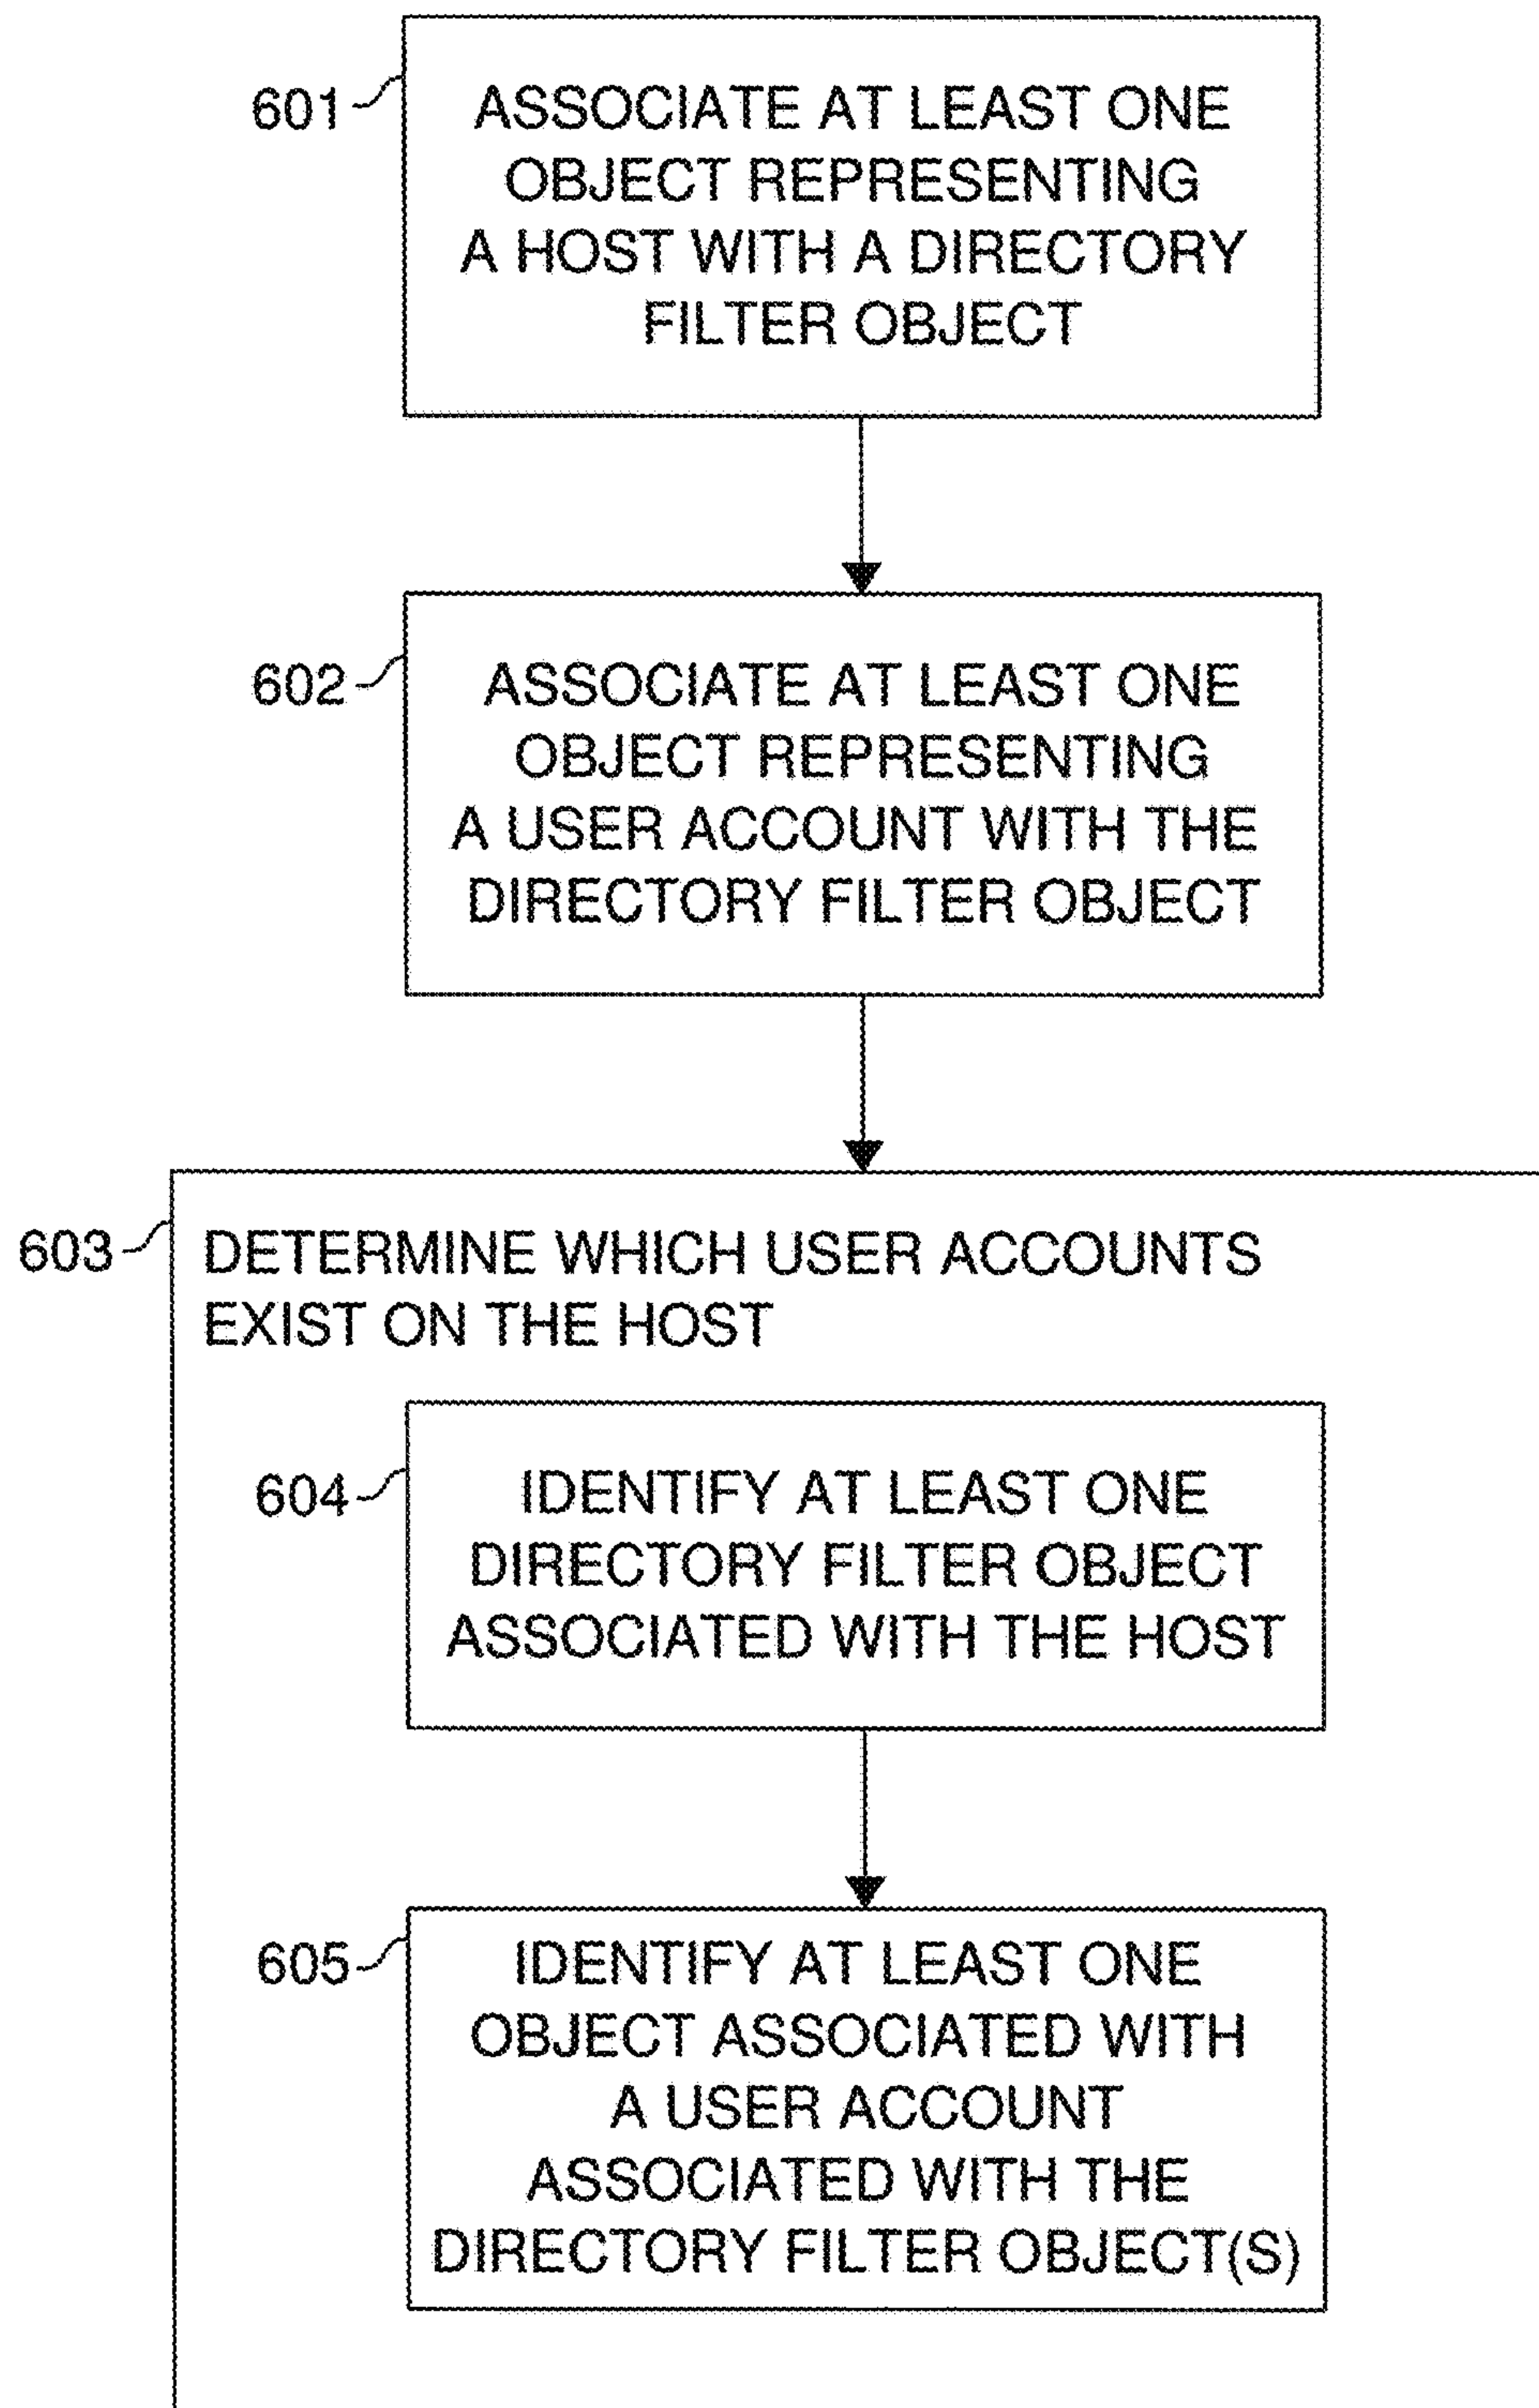 601
ASSOCIATE AT LEAST ONE
OBJECT REPRESENTING
A HOST WITH A DIRECTORY
FILTER OBJECT
602
ASSOCIATE AT LEAST ONE
OBJECT REPRESENTING
A USER ACCOUNT WITH THE
DIRECTORY FILTER OBJECT
603
DETERMINE WHICH USER ACCOUNTS
EXIST ON THE HOST
604
IDENTIFY AT LEAST ONE
DIRECTORY FILTER OBJECT
ASSOCIATED WITH THE HOST
605
IDENTIFY AT LEAST ONE
OBJECT ASSOCIATED WITH
A USER ACCOUNT
ASSOCIATED WITH THE
DIRECTORY FILTER OBJECT(S)